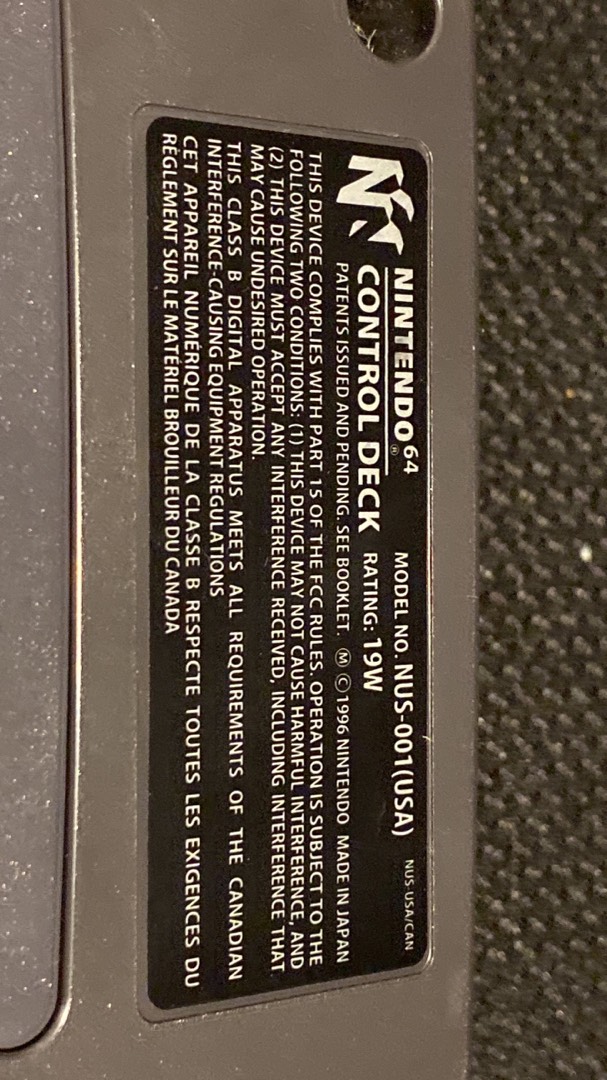 NINTENDO⁶⁴® MODEL NO. NUS-001(USA) NUS-USA/CAN
CONTROL DECK RATING: 19W
PATENTS ISSUED AND PENDING. SEE BOOKLET. Ⓜ © 1996 NINTENDO MADE IN JAPAN
THIS DEVICE COMPLIES WITH PART 15 OF THE FCC RULES. OPERATION IS SUBJECT TO THE
FOLLOWING TWO CONDITIONS: (1) THIS DEVICE MAY NOT CAUSE HARMFUL INTERFERENCE, AND
(2) THIS DEVICE MUST ACCEPT ANY INTERFERENCE RECEIVED, INCLUDING INTERFERENCE THAT
MAY CAUSE UNDESIRED OPERATION.
THIS CLASS B DIGITAL APPARATUS MEETS ALL REQUIREMENTS OF THE CANADIAN
INTERFERENCE-CAUSING EQUIPMENT REGULATIONS
CET APPAREIL NUMÉRIQUE DE LA CLASSE B RESPECTE TOUTES LES EXIGENCES DU
RÈGLEMENT SUR LE MATÉRIEL BROUILLEUR DU CANADA